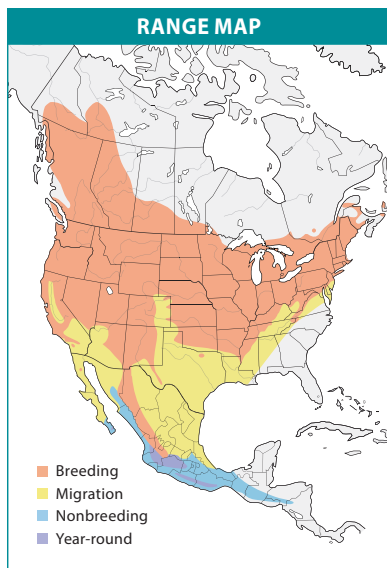 RANGE MAP
Breeding
Migration
Nonbreeding
Year-round